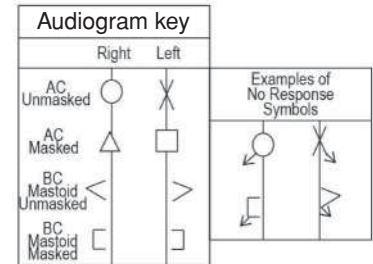 Audiogram key
Right Left
AC
Unmasked
AC
Masked
BC
Mastoid
Unmasked
BC
Mastoid
Masked
Examples of
No Response
Symbols